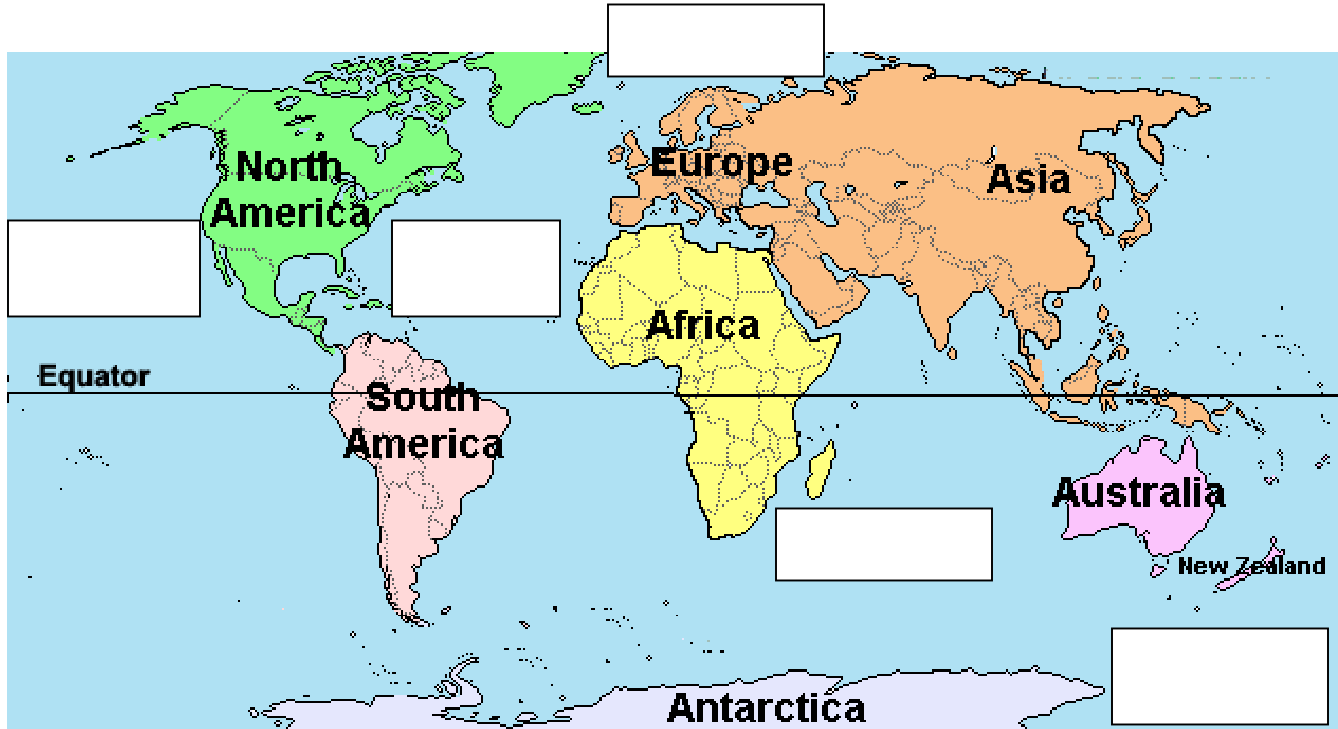 North
America
Europe
Asia
Africa
Equator
South
America
Australia
New Zealand
Antarctica